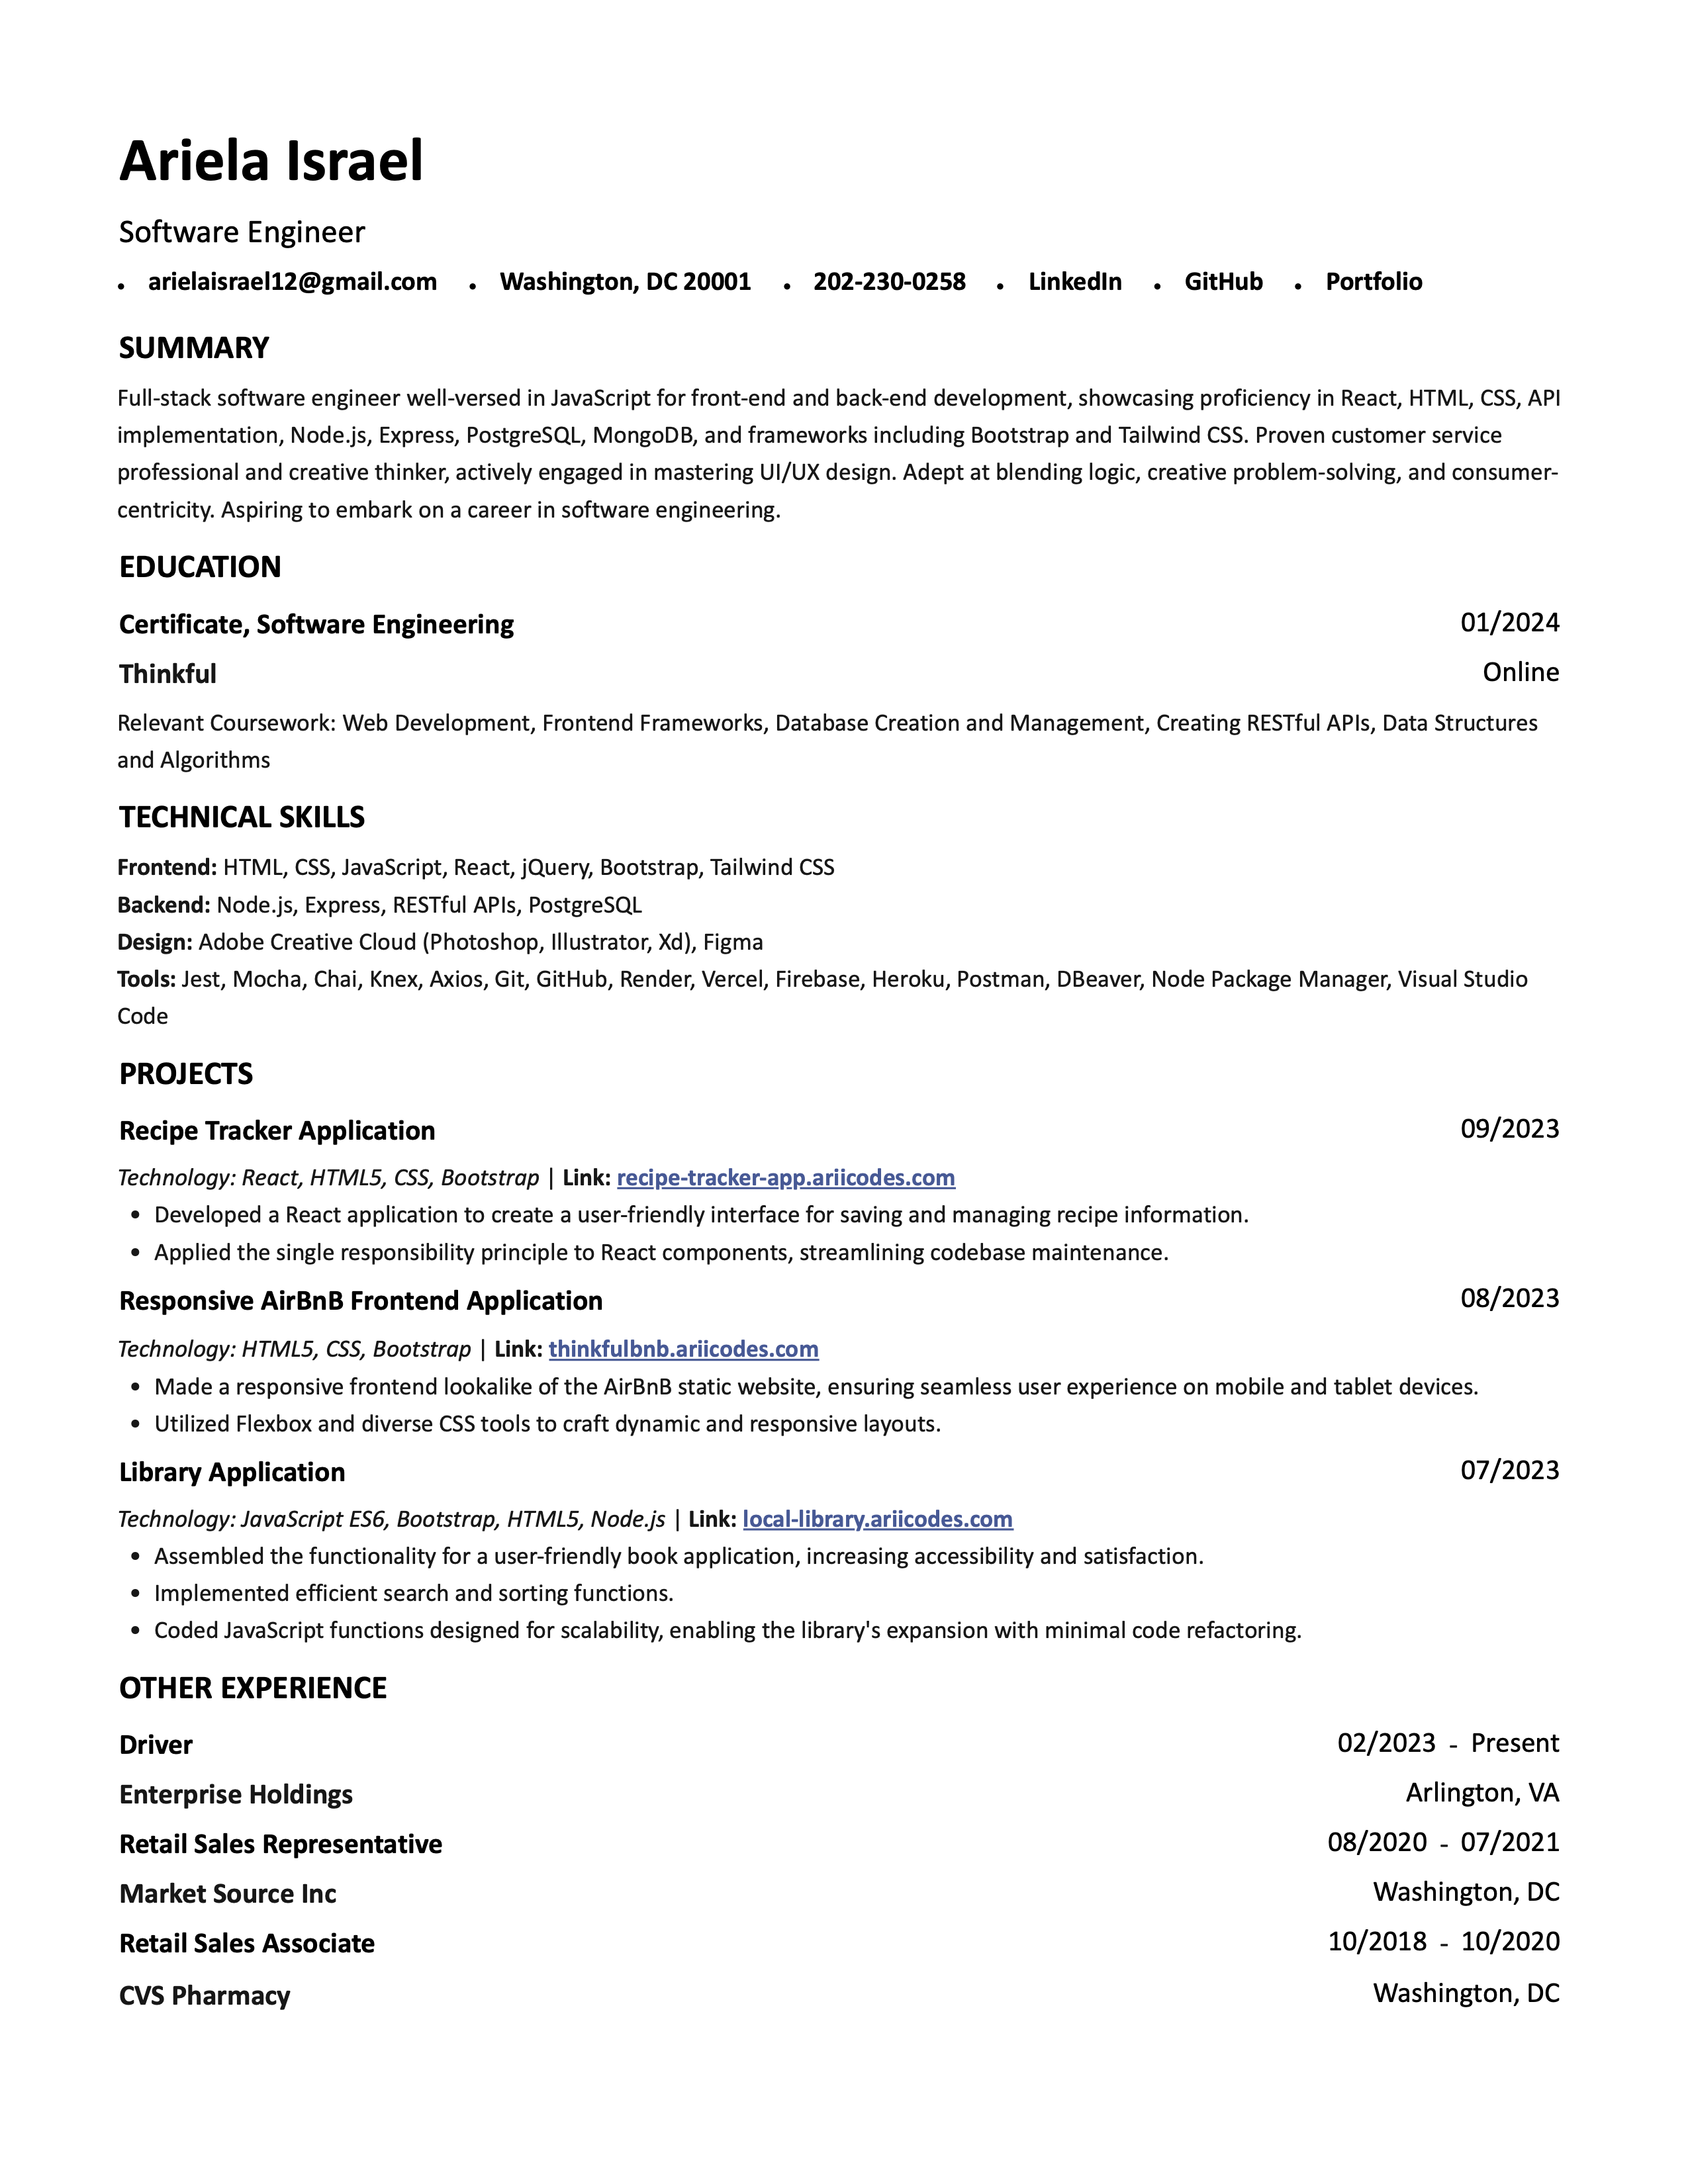 Ariela Israel
Software Engineer
• arielaisrael12@gmail.com • Washington, DC 20001 • 202-230-0258 • LinkedIn • GitHub • Portfolio
SUMMARY
Full-stack software engineer well-versed in JavaScript for front-end and back-end development, showcasing proficiency in React, HTML, CSS, API
implementation, Node.js, Express, PostgreSQL, MongoDB, and frameworks including Bootstrap and Tailwind CSS. Proven customer service
professional and creative thinker, actively engaged in mastering UI/UX design. Adept at blending logic, creative problem-solving, and consumer-
centricity. Aspiring to embark on a career in software engineering.
EDUCATION
Certificate, Software Engineering 01/2024
Thinkful Online
Relevant Coursework: Web Development, Frontend Frameworks, Database Creation and Management, Creating RESTful APIs, Data Structures
and Algorithms
TECHNICAL SKILLS
Frontend: HTML, CSS, JavaScript, React, jQuery, Bootstrap, Tailwind CSS
Backend: Node.js, Express, RESTful APIs, PostgreSQL
Design: Adobe Creative Cloud (Photoshop, Illustrator, Xd), Figma
Tools: Jest, Mocha, Chai, Knex, Axios, Git, GitHub, Render, Vercel, Firebase, Heroku, Postman, DBeaver, Node Package Manager, Visual Studio
Code
PROJECTS
Recipe Tracker Application 09/2023
Technology: React, HTML5, CSS, Bootstrap | Link: recipe-tracker-app.ariicodes.com
• Developed a React application to create a user-friendly interface for saving and managing recipe information.
• Applied the single responsibility principle to React components, streamlining codebase maintenance.
Responsive AirBnB Frontend Application 08/2023
Technology: HTML5, CSS, Bootstrap | Link: thinkfulbnb.ariicodes.com
• Made a responsive frontend lookalike of the AirBnB static website, ensuring seamless user experience on mobile and tablet devices.
• Utilized Flexbox and diverse CSS tools to craft dynamic and responsive layouts.
Library Application 07/2023
Technology: JavaScript ES6, Bootstrap, HTML5, Node.js | Link: local-library.ariicodes.com
• Assembled the functionality for a user-friendly book application, increasing accessibility and satisfaction.
• Implemented efficient search and sorting functions.
• Coded JavaScript functions designed for scalability, enabling the library's expansion with minimal code refactoring.
OTHER EXPERIENCE
Driver 02/2023 - Present
Enterprise Holdings Arlington, VA
Retail Sales Representative 08/2020 - 07/2021
Market Source Inc Washington, DC
Retail Sales Associate 10/2018 - 10/2020
CVS Pharmacy Washington, DC